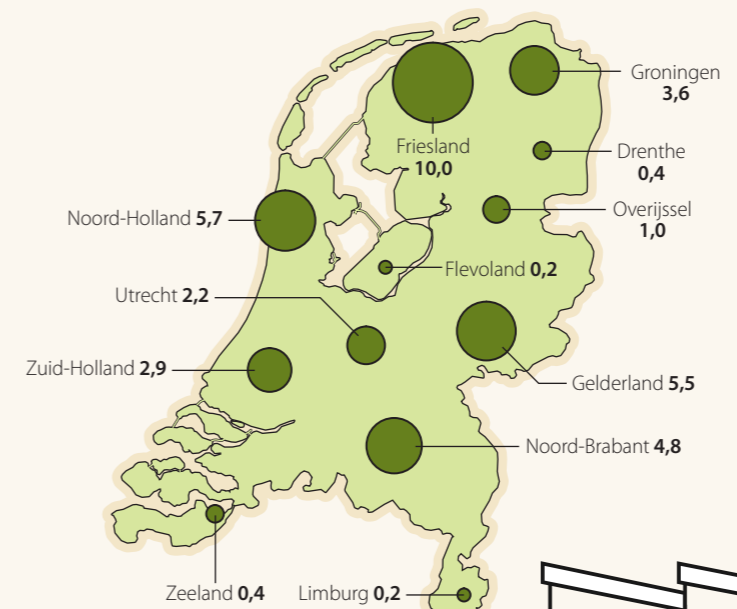 Groningen
3,6
Friesland
10,0
Drenthe
0,4
Noord-Holland 5,7
Overijssel
1,0
Flevoland 0,2
Utrecht 2,2
Zuid-Holland 2,9
Gelderland 5,5
Noord-Brabant 4,8
Zeeland 0,4
Limburg 0,2